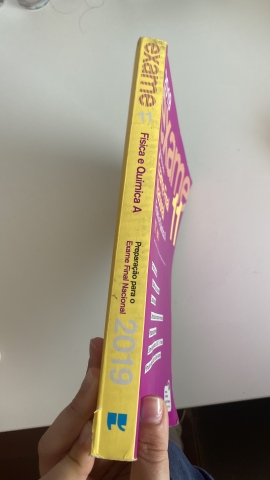 exame
11
Física e Química A
Preparação para o
Exame Final Nacional
2019